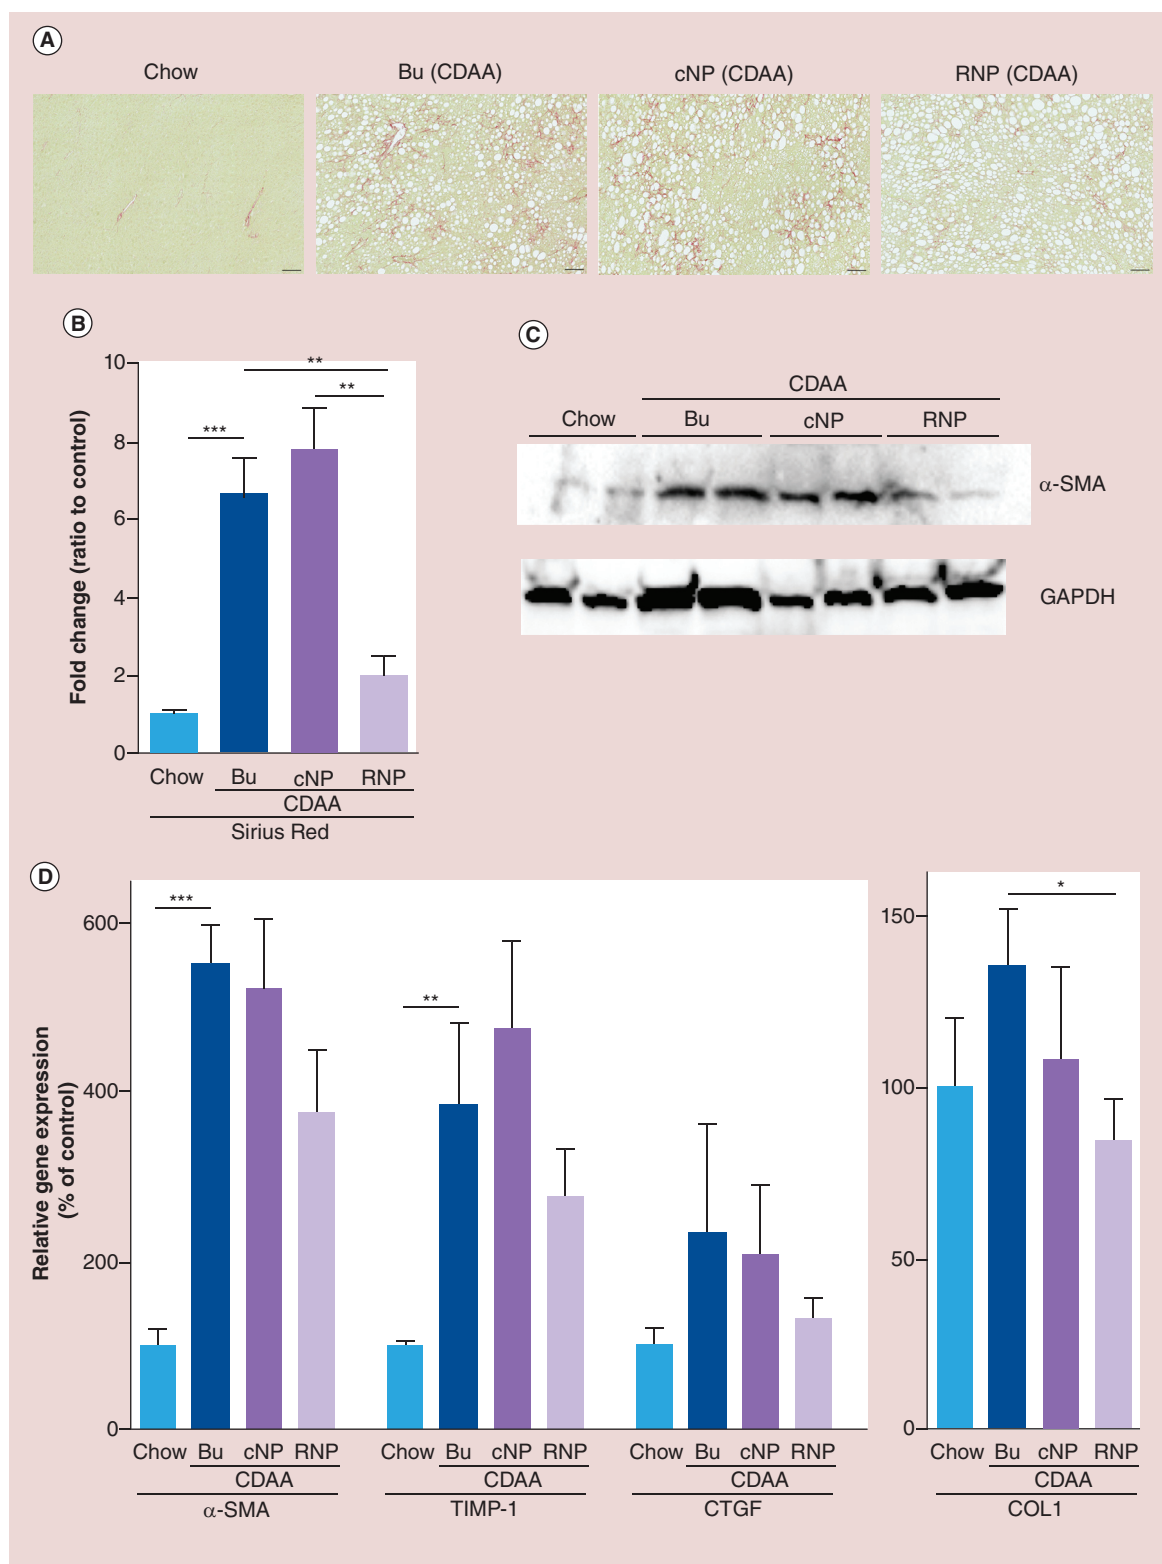 A
Chow
Bu (CDAA)
cNP (CDAA)
RNP (CDAA)
B
Fold change (ratio to control)
10
8
6
4
2
0
***
**
**
Chow
Bu
cNP
RNP
CDAA
Sirius Red
C
CDAA
Chow
Bu
cNP
RNP
α-SMA
GAPDH
D
Relative gene expression
(% of control)
600
400
200
0
***
**
Chow
Bu
cNP
RNP
CDAA
α-SMA
Chow
Bu
cNP
RNP
CDAA
TIMP-1
Chow
Bu
cNP
RNP
CDAA
CTGF
150
100
50
0
*
Chow
Bu
cNP
RNP
CDAA
COL1